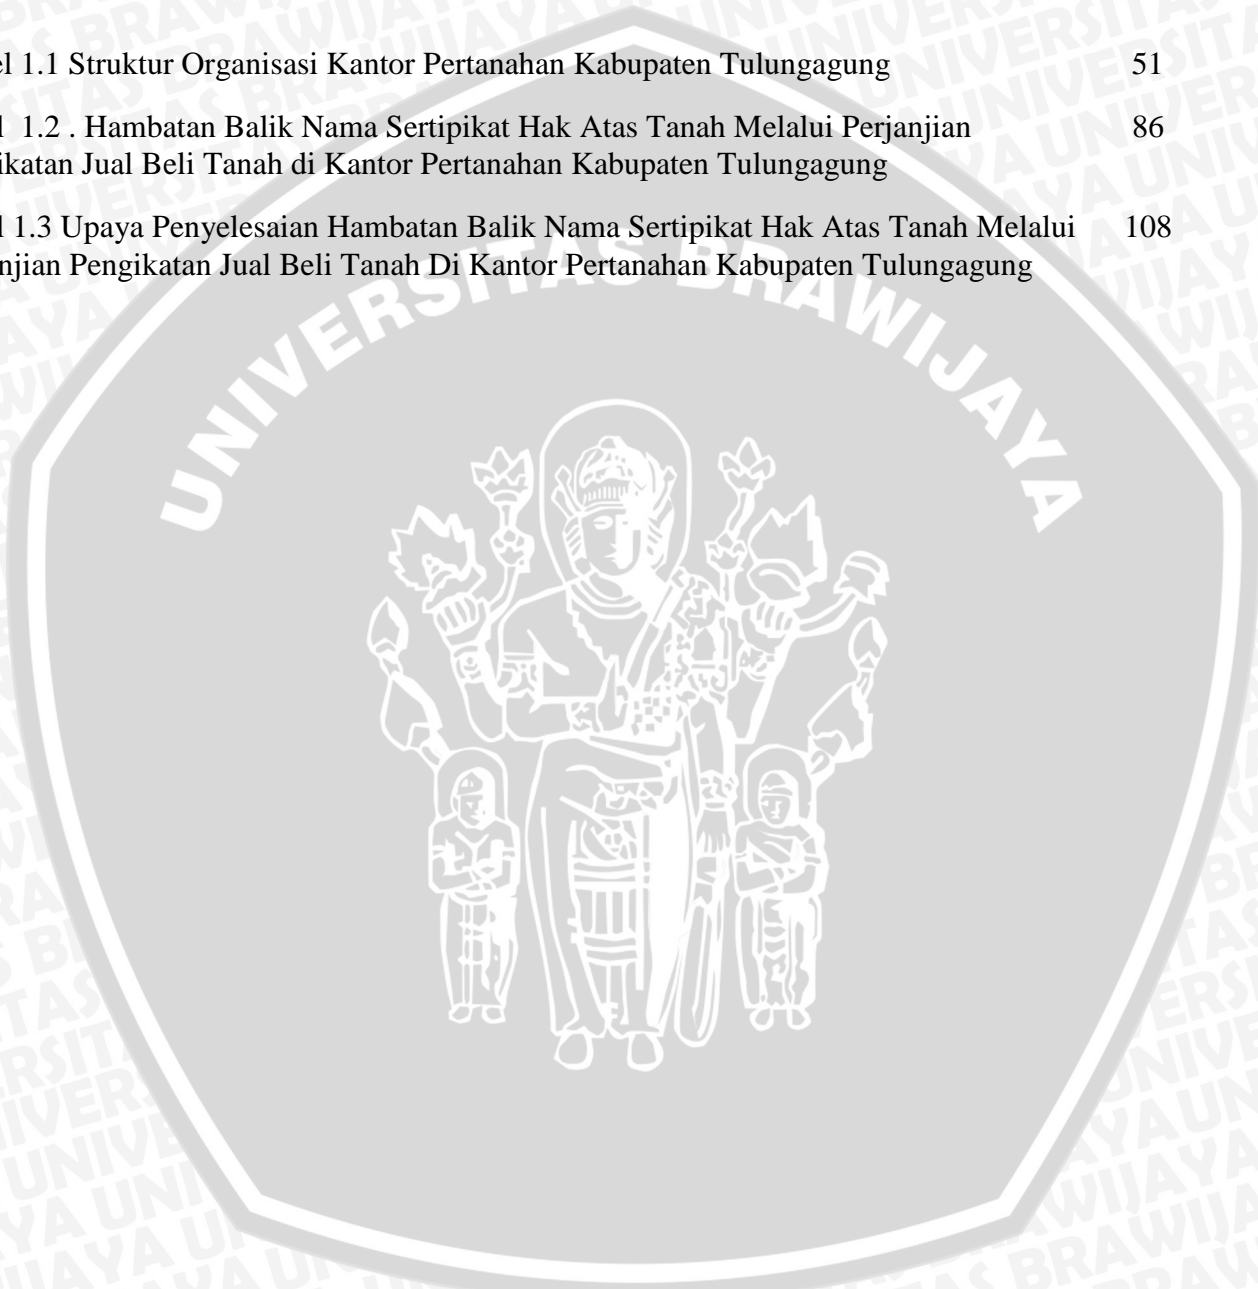 el 1.1 Struktur Organisasi Kantor Pertanahan Kabupaten Tulungagung 51
l 1.2 . Hambatan Balik Nama Sertipikat Hak Atas Tanah Melalui Perjanjian 86
ikatan Jual Beli Tanah di Kantor Pertanahan Kabupaten Tulungagung
l 1.3 Upaya Penyelesaian Hambatan Balik Nama Sertipikat Hak Atas Tanah Melalui 108
njian Pengikatan Jual Beli Tanah Di Kantor Pertanahan Kabupaten Tulungagung
UNIVERSITAS BRAWIJAYA